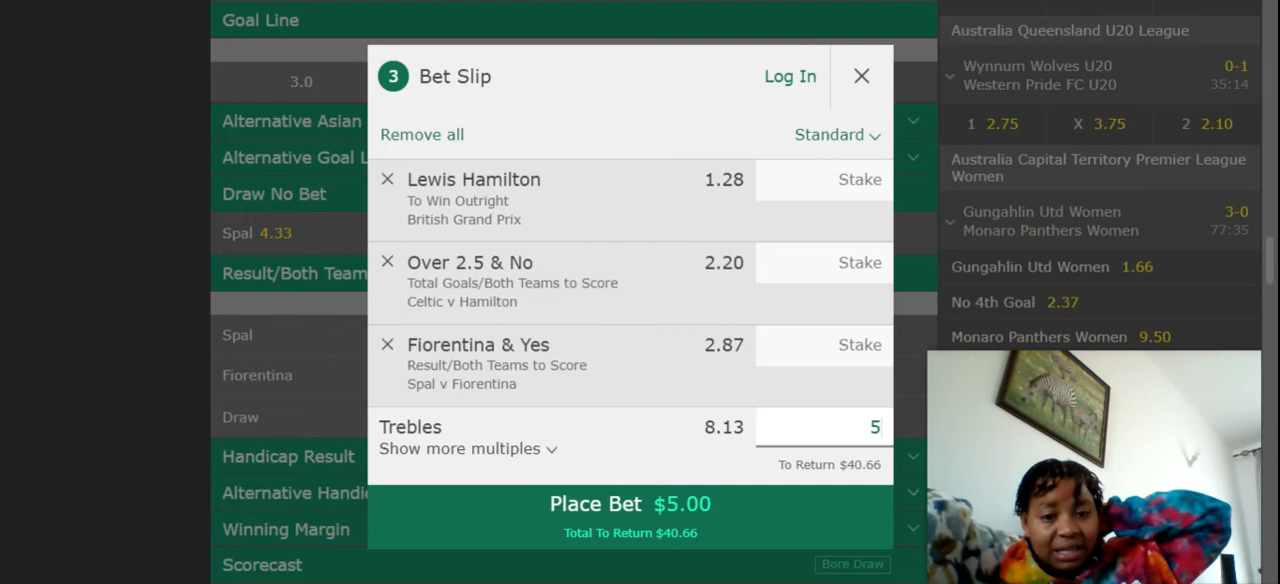 Goal Line
3.0
Alternative Asian
Alternative Goal L
Draw No Bet
Spal 4.33
Result/Both Team
Spal
Fiorentina
Draw
Handicap Result
Alternative Handi
Winning Margin
Scorecast
Bore Draw
3 Bet Slip Log In
Remove all Standard
Lewis Hamilton 1.28 Stake
To Win Outright
British Grand Prix
Over 2.5 & No 2.20 Stake
Total Goals/Both Teams to Score
Celtic v Hamilton
Fiorentina & Yes 2.87 Stake
Result/Both Teams to Score
Spal v Fiorentina
Trebles 8.13 5
Show more multiples
To Return $40.66
Place Bet $5.00
Total To Return $40.66
Australia Queensland U20 League
Wynnum Wolves U20 0-1
Western Pride FC U20 35:14
1 2.75 X 3.75 2 2.10
Australia Capital Territory Premier League
Women
Gungahlin Utd Women 3-0
Monaro Panthers Women 77:35
Gungahlin Utd Women 1.66
No 4th Goal 2.37
Monaro Panthers Women 9.50